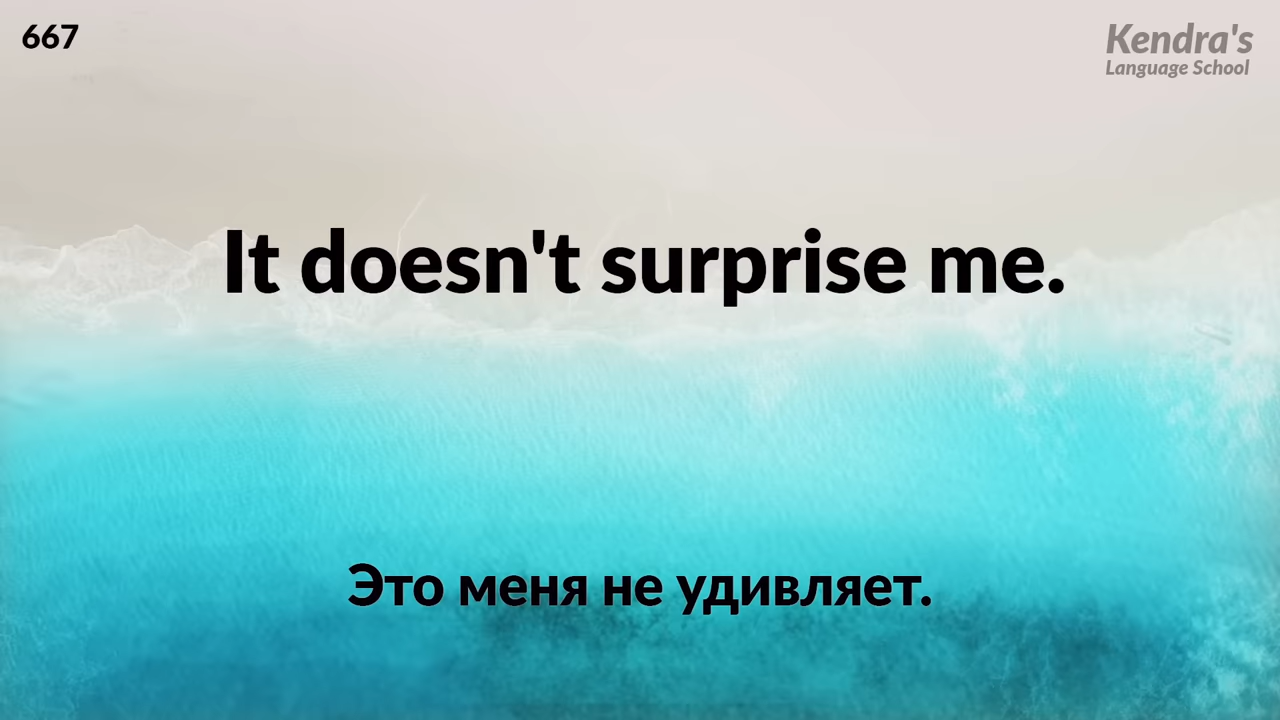 667
Kendra's
Language School
It doesn't surprise me.
Это меня не удивляет.